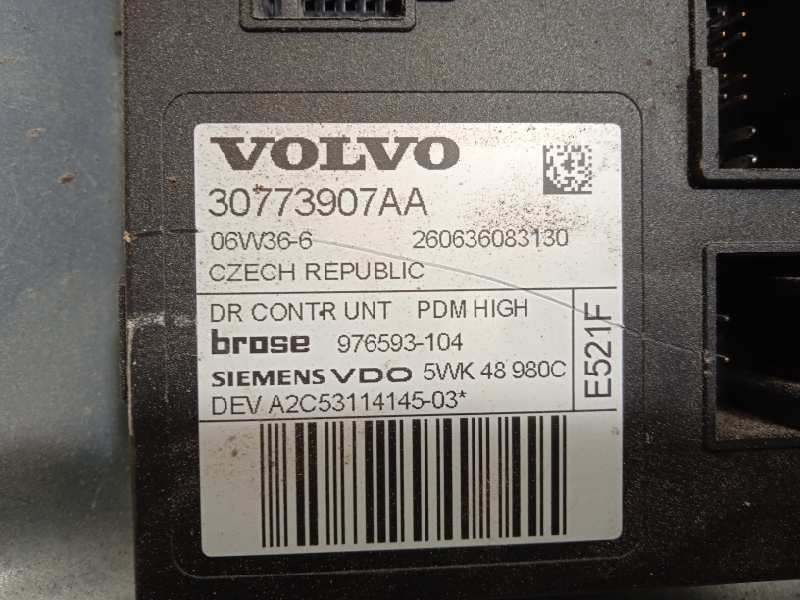 VOLVO
30773907AA
06W36-6 260636083130
CZECH REPUBLIC
DR CONTR UNT PDM HIGH
brose 976593-104
SIEMENS VDO 5WK 48 980C
DEV A2C53114145-03*
E521F